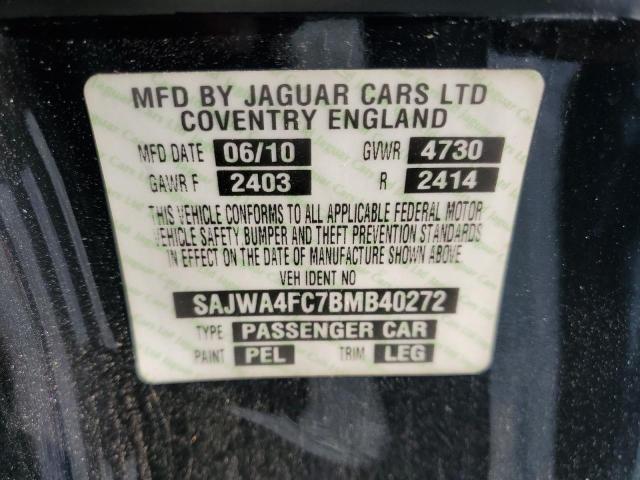 MFD BY JAGUAR CARS LTD
COVENTRY ENGLAND
MFD DATE 06/10 GVWR 4730
GAWR F 2403 R 2414
THIS VEHICLE CONFORMS TO ALL APPLICABLE FEDERAL MOTOR
VEHICLE SAFETY BUMPER AND THEFT PREVENTION STANDARDS
IN EFFECT ON THE DATE OF MANUFACTURE SHOWN ABOVE
VEH IDENT NO
SAJWA4FC7BMB40272
TYPE PASSENGER CAR
PAINT PEL TRIM LEG